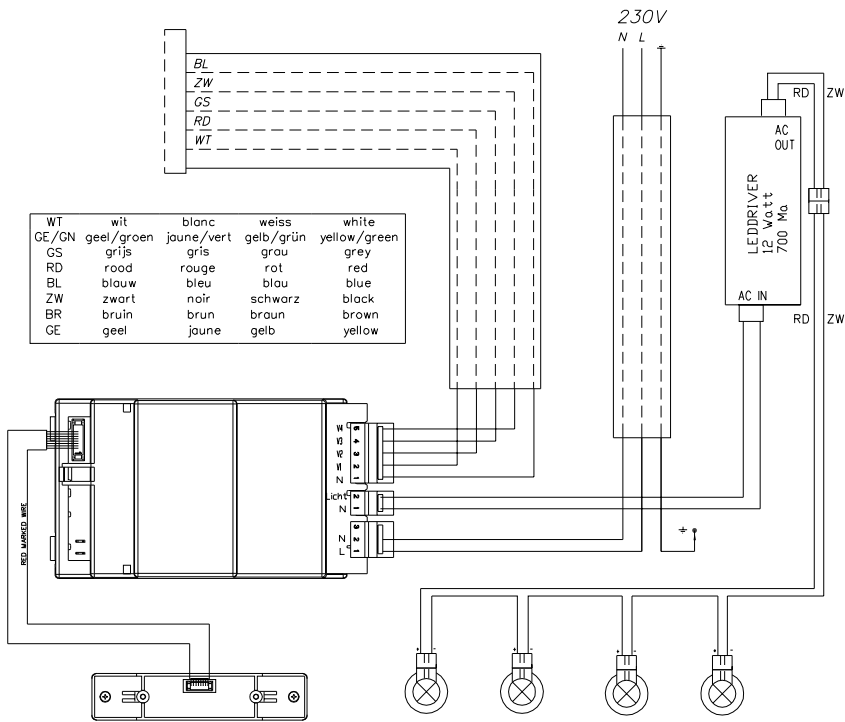 230V
N L
BL
ZW
GS
RD
WT
RD ZW
AC
OUT
LEDDRIVER
12 Watt
700 Ma
AC IN
RD ZW
WT wit blanc weiss white
GE/GN geel/groen jaune/vert gelb/grün yellow/green
GS grijs gris grau grey
RD rood rouge rot red
BL blauw bleu blau blue
ZW zwart noir schwarz black
BR bruin brun braun brown
GE geel jaune gelb yellow
V4 5
V3 4
V2 3
V1 2
N 1
Licht 2
N 1
3
N 2
L 1
RED MARKED WIRE
+ -
+ -
+ -
+ -